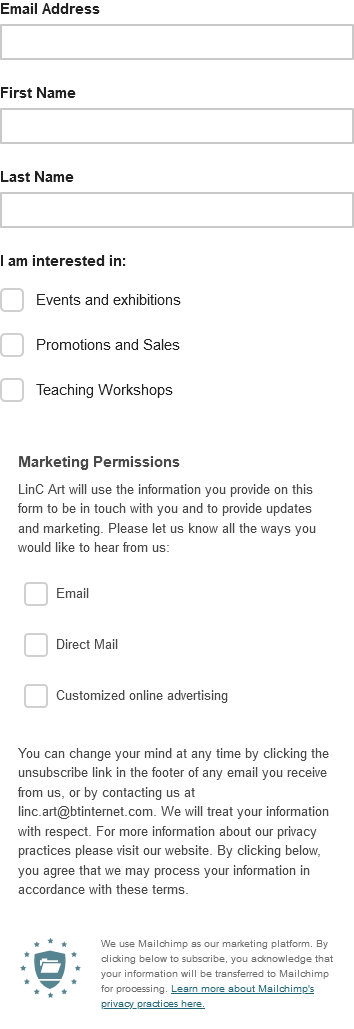 Email Address
First Name
Last Name
I am interested in:
Events and exhibitions
Promotions and Sales
Teaching Workshops
Marketing Permissions
LinC Art will use the information you provide on this
form to be in touch with you and to provide updates
and marketing. Please let us know all the ways you
would like to hear from us:
Email
Direct Mail
Customized online advertising
You can change your mind at any time by clicking the
unsubscribe link in the footer of any email you receive
from us, or by contacting us at
linc.art@btinternet.com. We will treat your information
with respect. For more information about our privacy
practices please visit our website. By clicking below,
you agree that we may process your information in
accordance with these terms.
We use Mailchimp as our marketing platform. By
clicking below to subscribe, you acknowledge that
your information will be transferred to Mailchimp
for processing. Learn more about Mailchimp's
privacy practices here.